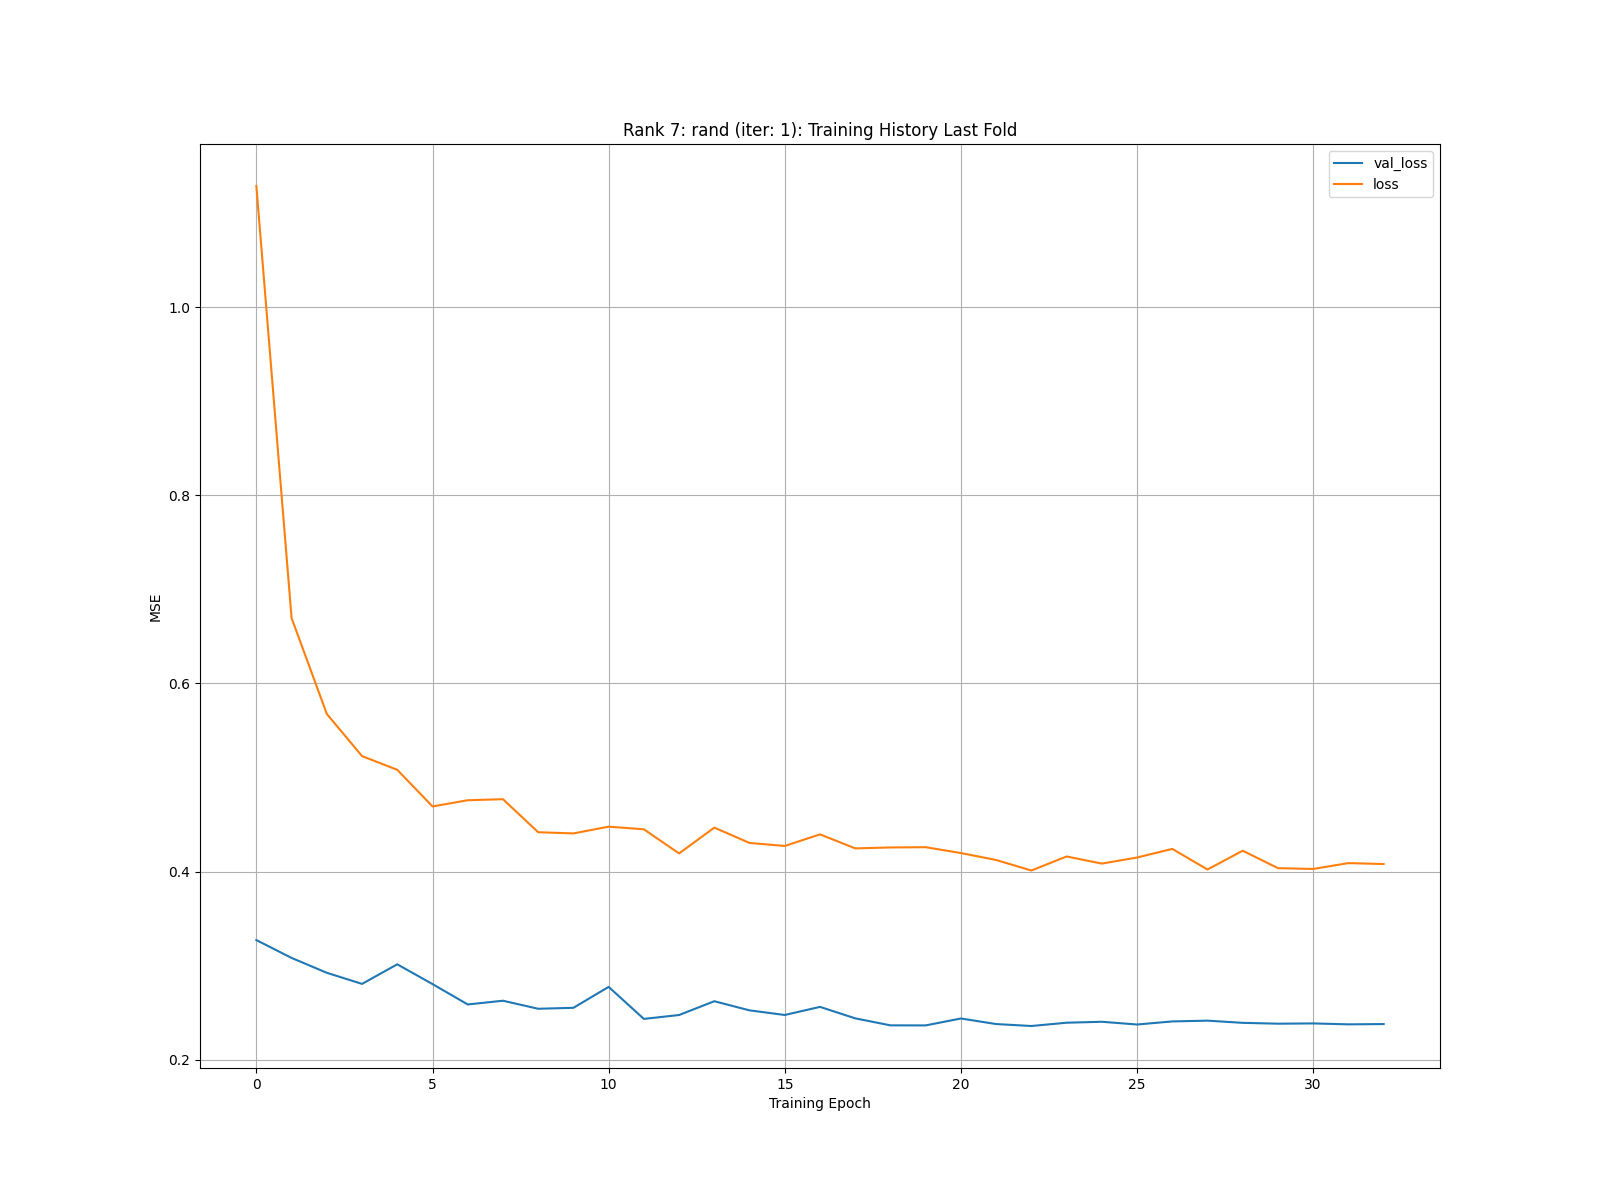 Rank 7: rand (iter: 1): Training History Last Fold
val_loss
loss
MSE
1.0
0.8
0.6
0.4
0.2
0 5 10 15 20 25 30
Training Epoch